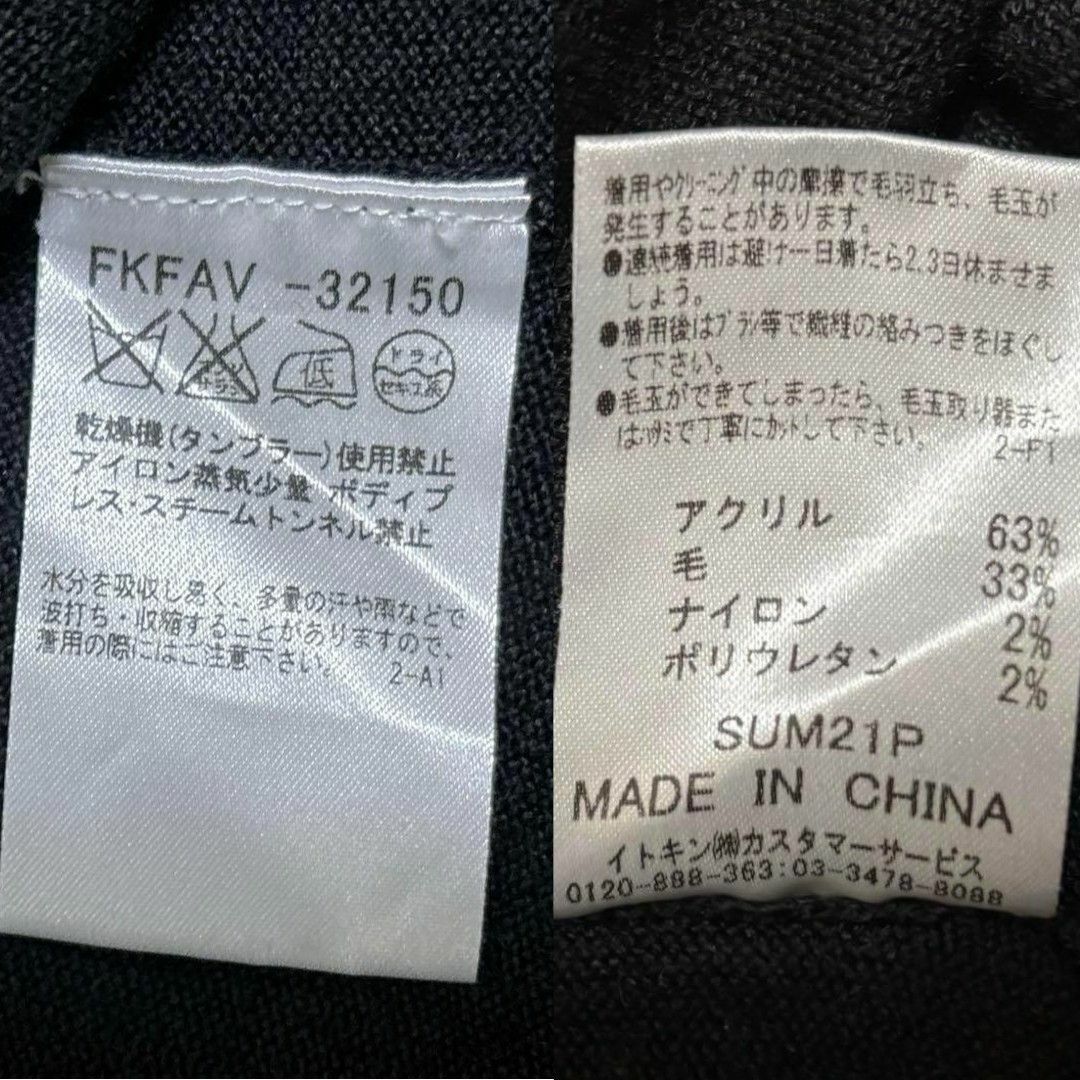 FKFAV -32150
低
ドライ
セキユ系
乾燥機(タンブラー)使用禁止
アイロン蒸気少量 ボディプ
レス・スチームトンネル禁止
水分を吸収し易く、多量の汗や雨などで
波打ち・収縮することがありますので、
着用の際にはご注意下さい。 2-A1
着用やクリーニング中の摩擦で毛羽立ち、毛玉が
発生することがあります。
●連続着用は避け一日着たら2.3日休ませま
しょう。
●着用後はブラシ等で繊維の絡みつきをほぐし
て下さい。
●毛玉ができてしまったら、毛玉取り器また
はハサミで丁寧にカットして下さい。 2-F1
アクリル 63%
毛 33%
ナイロン 2%
ポリウレタン 2%
SUM21P
MADE IN CHINA
イトキン㈱カスタマーサービス
0120-888-363:03-3478-8088